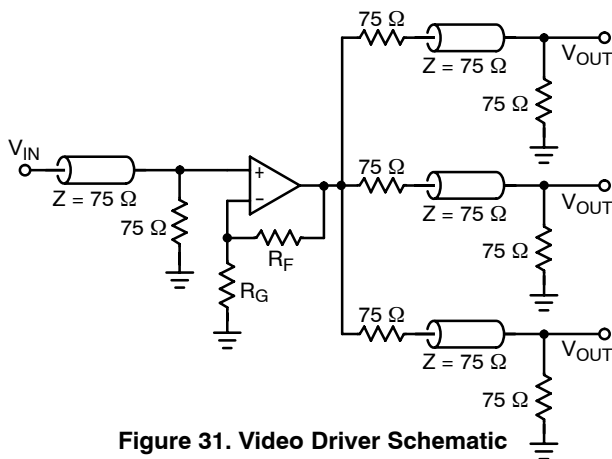 75 Ω
Z = 75 Ω
V_OUT
75 Ω
V_IN
Z = 75 Ω
75 Ω
+
−
R_F
R_G
75 Ω
Z = 75 Ω
V_OUT
75 Ω
75 Ω
Z = 75 Ω
V_OUT
75 Ω
Figure 31. Video Driver Schematic